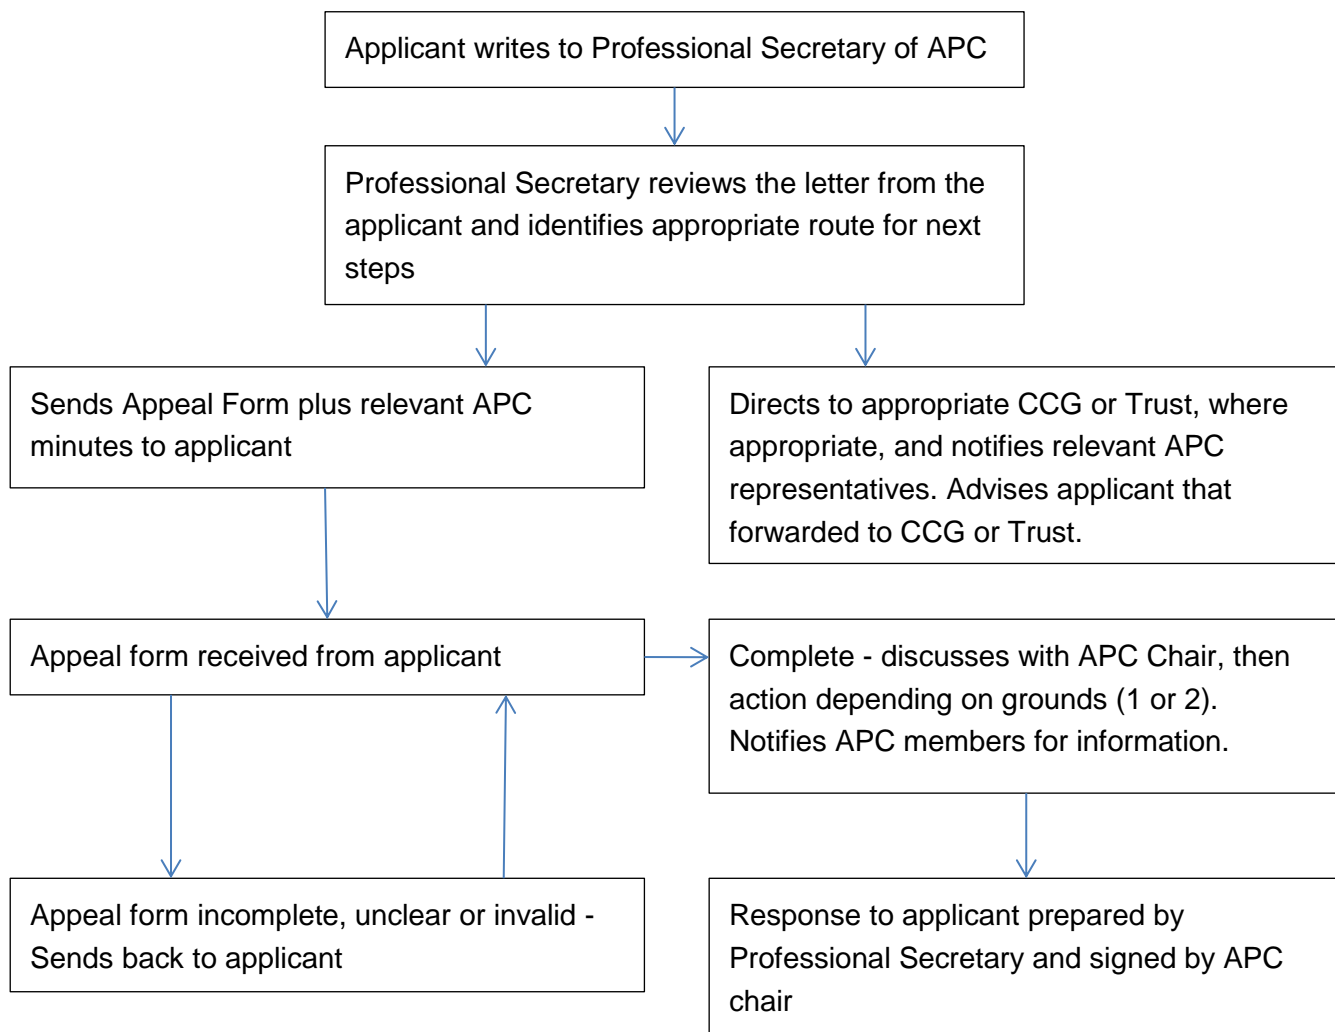 Applicant writes to Professional Secretary of APC
Professional Secretary reviews the letter from the
applicant and identifies appropriate route for next
steps
Sends Appeal Form plus relevant APC
minutes to applicant
Directs to appropriate CCG or Trust, where
appropriate, and notifies relevant APC
representatives. Advises applicant that
forwarded to CCG or Trust.
Appeal form received from applicant
Complete - discusses with APC Chair, then
action depending on grounds (1 or 2).
Notifies APC members for information.
Appeal form incomplete, unclear or invalid -
Sends back to applicant
Response to applicant prepared by
Professional Secretary and signed by APC
chair